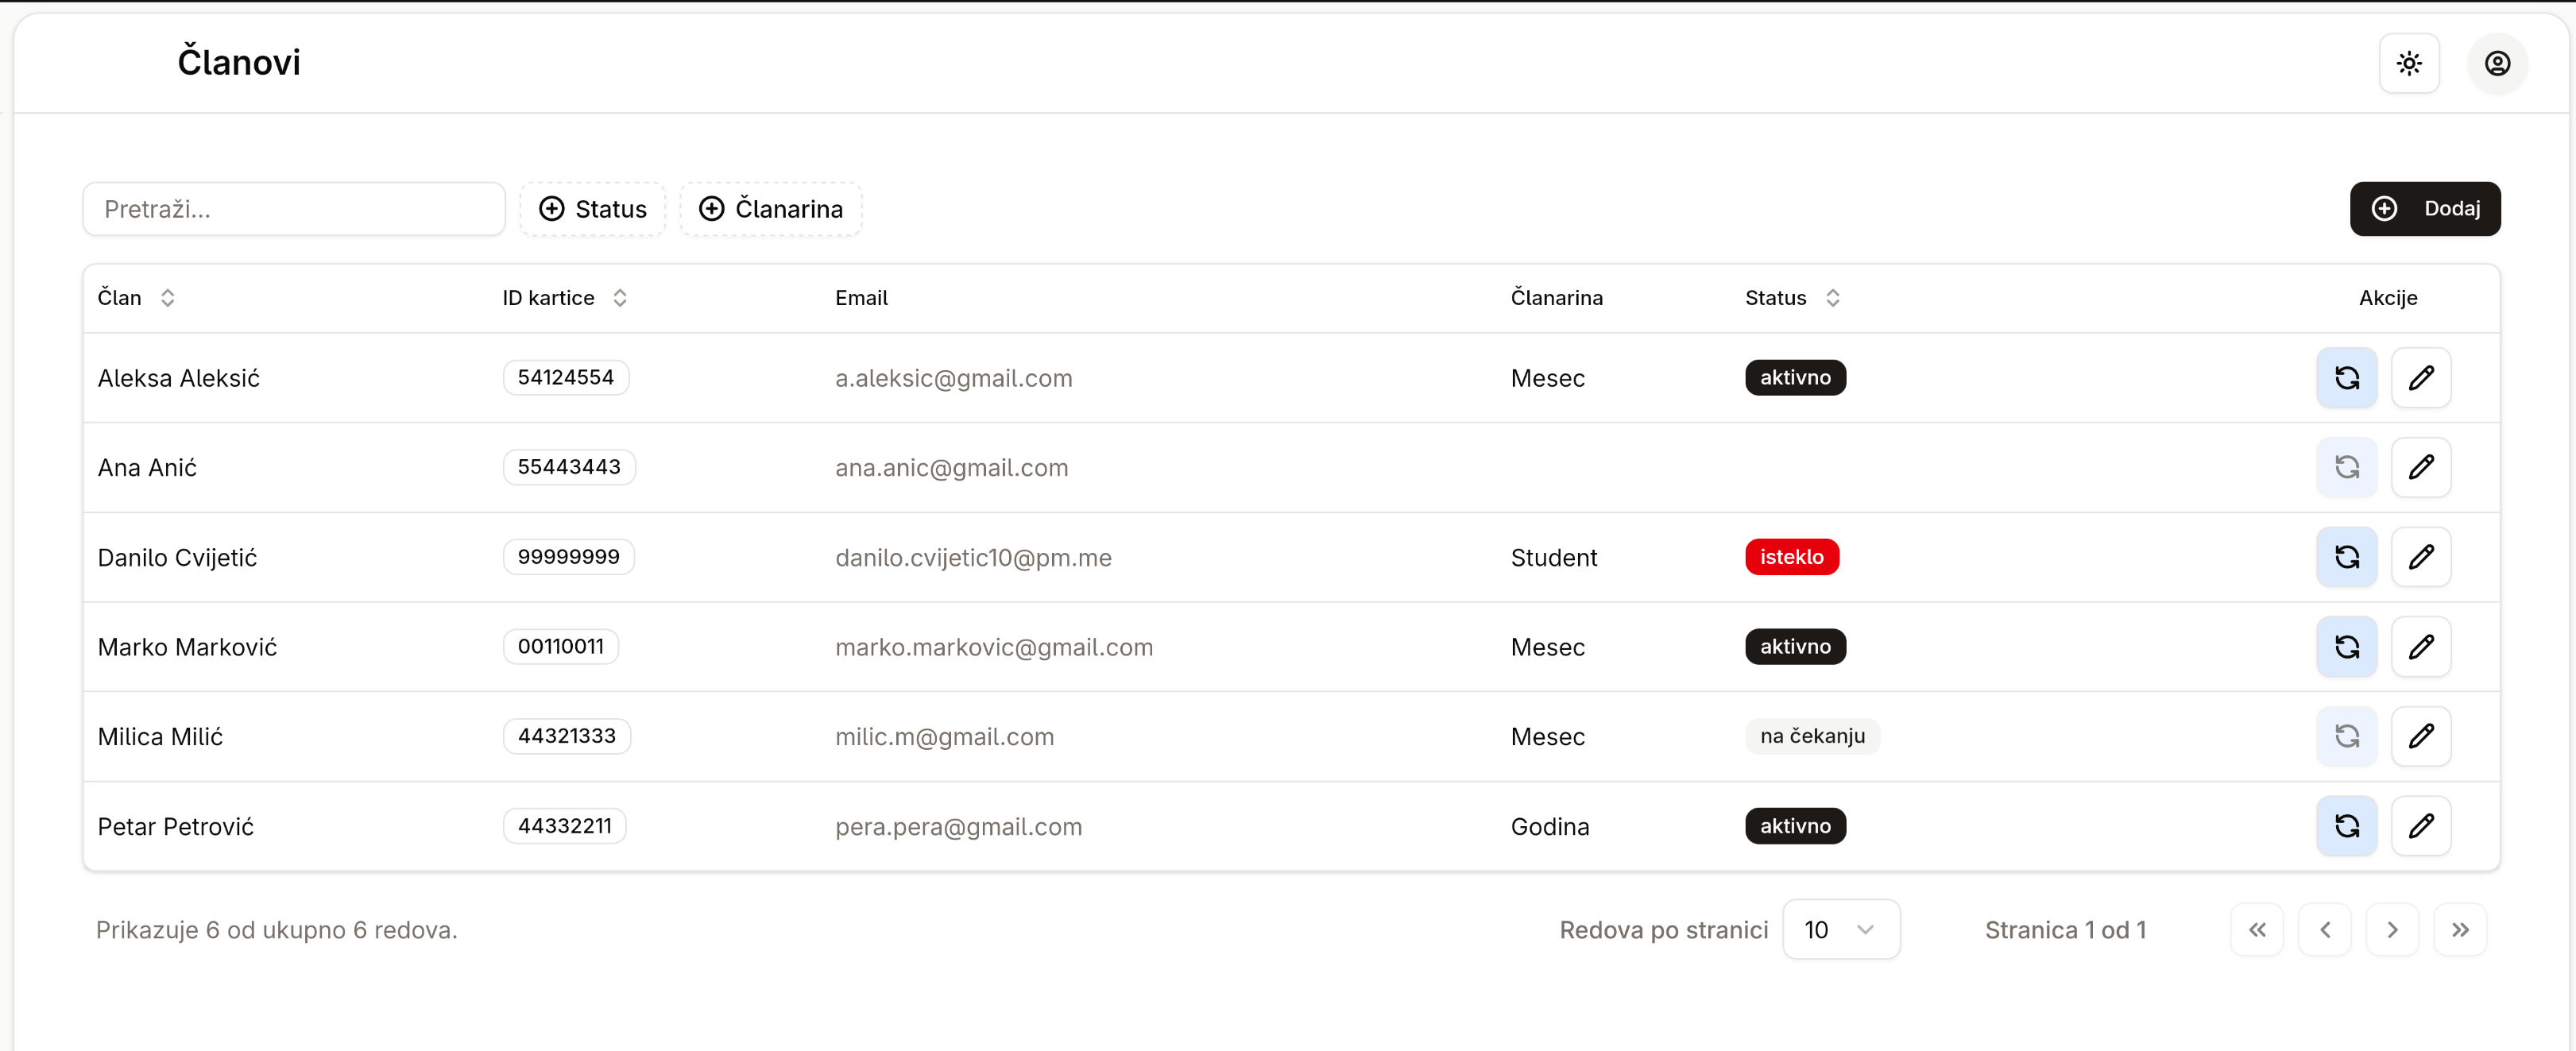 Članovi
Pretraži... Status Članarina Dodaj
Član ID kartice Email Članarina Status Akcije
Aleksa Aleksić 54124554 a.aleksic@gmail.com Mesec aktivno
Ana Anić 55443443 ana.anic@gmail.com
Danilo Cvijetić 99999999 danilo.cvijetic10@pm.me Student isteklo
Marko Marković 00110011 marko.markovic@gmail.com Mesec aktivno
Milica Milić 44321333 milic.m@gmail.com Mesec na čekanju
Petar Petrović 44332211 pera.pera@gmail.com Godina aktivno
Prikazuje 6 od ukupno 6 redova. Redova po stranici 10 Stranica 1 od 1